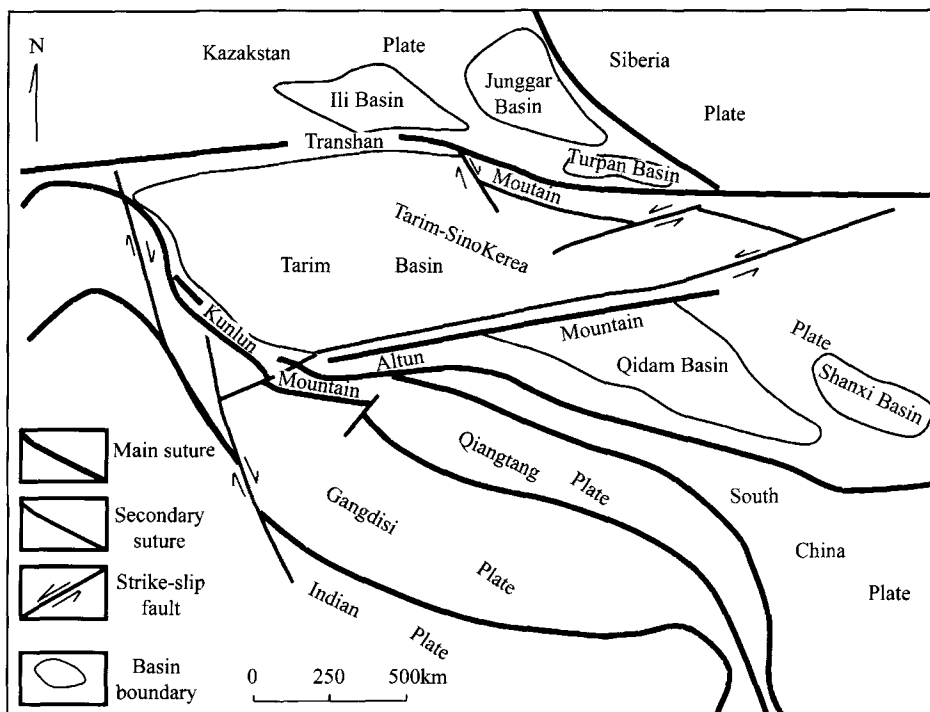 N
Kazakstan Plate
Siberia
Plate
Junggar
Basin
Ili Basin
Transhan
Moutain
Turpan Basin
Tarim-SinoKerea
Tarim Basin
Plate
Kunlun
Mountain
Altun
Mountain
Qidam Basin
Shanxi Basin
Qiangtang
Plate
South
China
Plate
Gangdisi
Plate
Indian
Plate
Main suture
Secondary
suture
Strike-slip
fault
Basin
boundary
0 250 500km